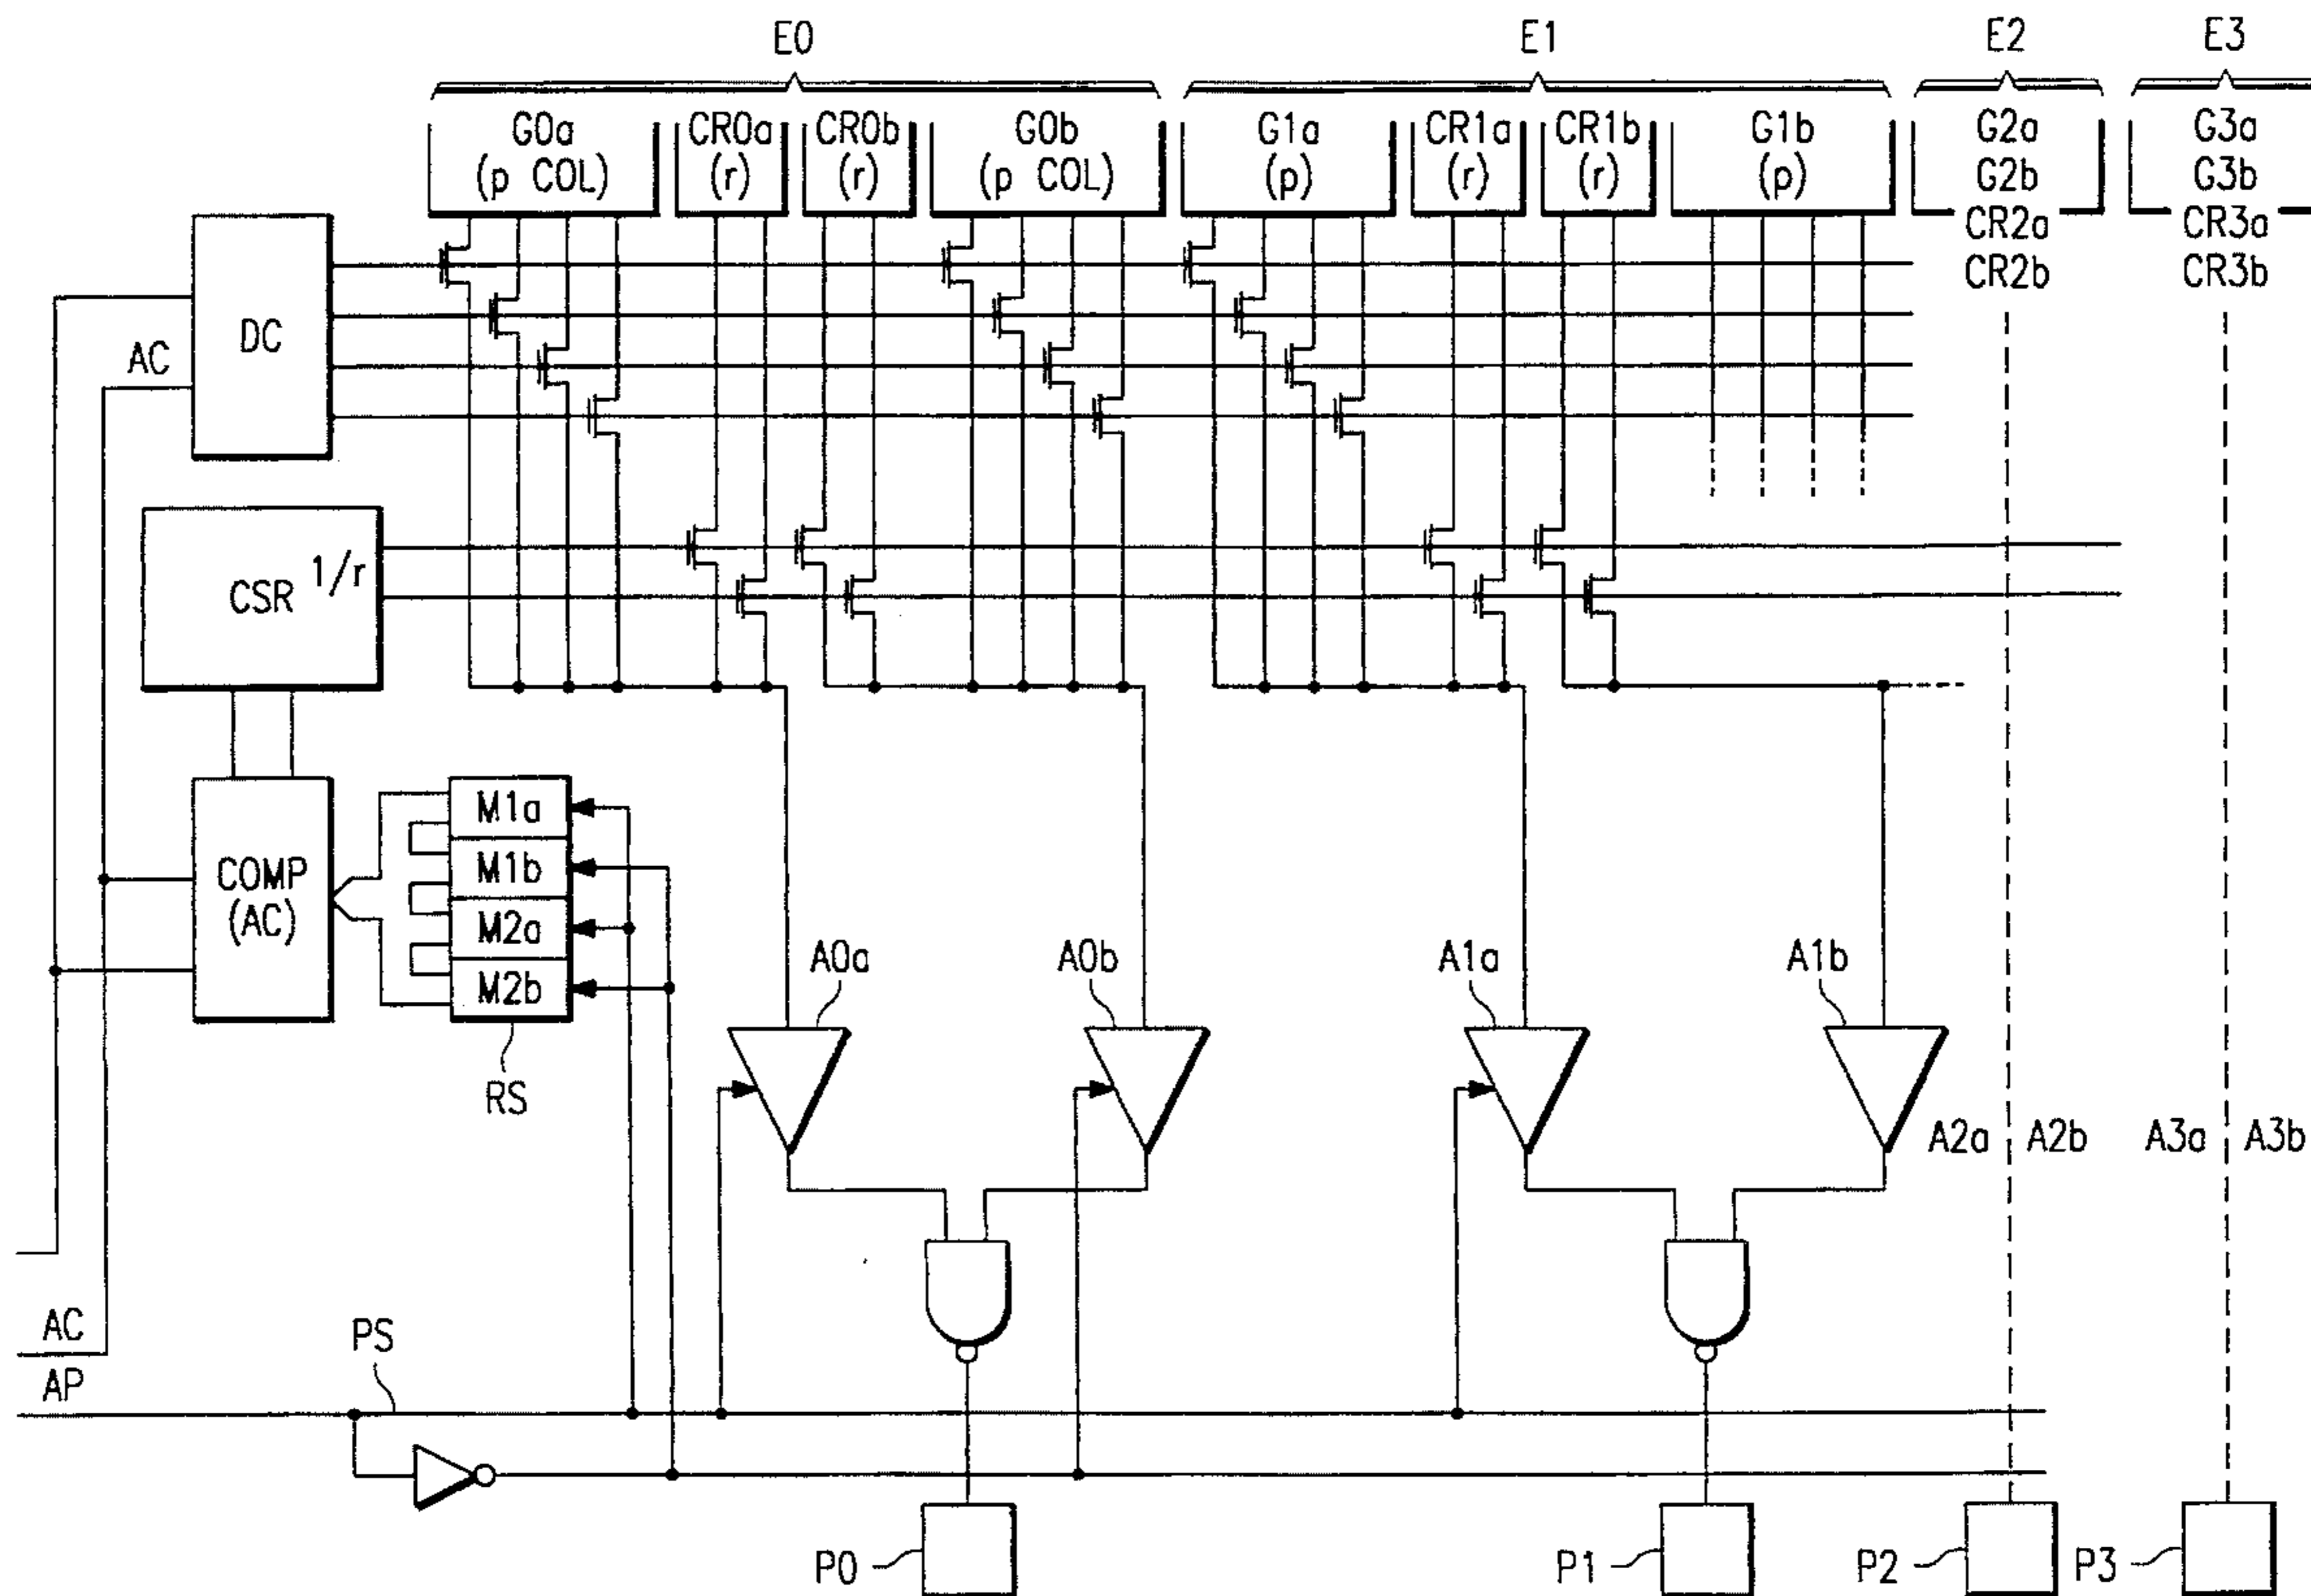 E0 E1 E2 E3
G0a CR0a CR0b G0b G1a CR1a CR1b G1b G2a G3a
(p COL) (r) (r) (p COL) (p) (r) (r) (p) G2b G3b
CR2a CR3a
CR2b CR3b
DC
AC
1/r
CSR
M1a
COMP M1b
(AC) M2a
M2b
A0a A0b A1a A1b
RS
A2a A2b A3a A3b
AC
PS
AP
P0 P1 P2 P3